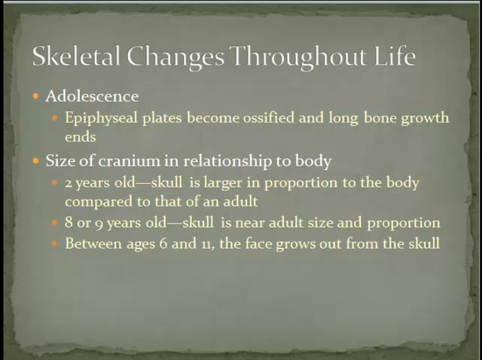 Skeletal Changes Throughout Life
Adolescence
Epiphyseal plates become ossified and long bone growth
ends
Size of cranium in relationship to body
2 years old—skull is larger in proportion to the body
compared to that of an adult
8 or 9 years old—skull is near adult size and proportion
Between ages 6 and 11, the face grows out from the skull